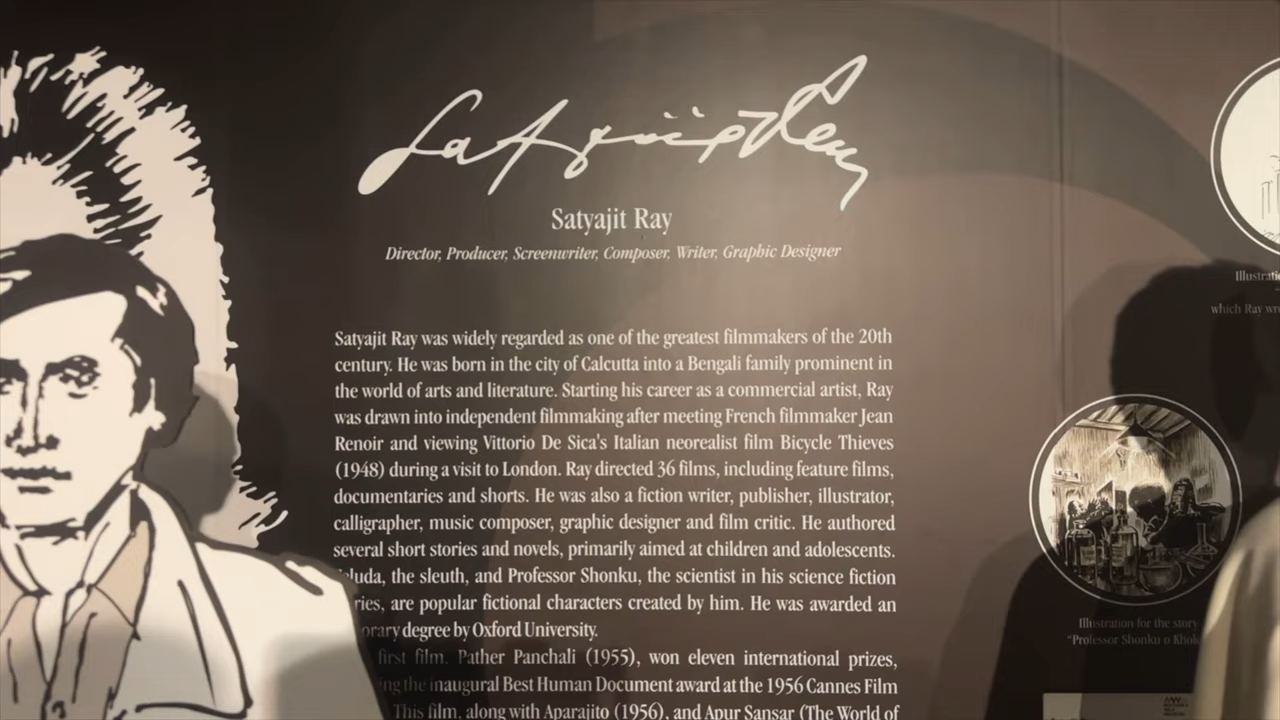 Satyajit Ray
Satyajit Ray
Director, Producer, Screenwriter, Composer, Writer, Graphic Designer
Satyajit Ray was widely regarded as one of the greatest filmmakers of the 20th
century. He was born in the city of Calcutta into a Bengali family prominent in
the world of arts and literature. Starting his career as a commercial artist, Ray
was drawn into independent filmmaking after meeting French filmmaker Jean
Renoir and viewing Vittorio De Sica's Italian neorealist film Bicycle Thieves
(1948) during a visit to London. Ray directed 36 films, including feature films,
documentaries and shorts. He was also a fiction writer, publisher, illustrator,
calligrapher, music composer, graphic designer and film critic. He authored
several short stories and novels, primarily aimed at children and adolescents.
the sleuth, and Professor Shonku, the scientist in his science fiction
are popular fictional characters created by him. He was awarded an
degree by Oxford University.
first film. Pather Panchali (1955), won eleven international prizes,
the inaugural Best Human Document award at the 1956 Cannes Film
This film, along with Aparajito (1956), and Apur Sansar (The World of
which Ray
Illustration for the story
"Professor Shonku o